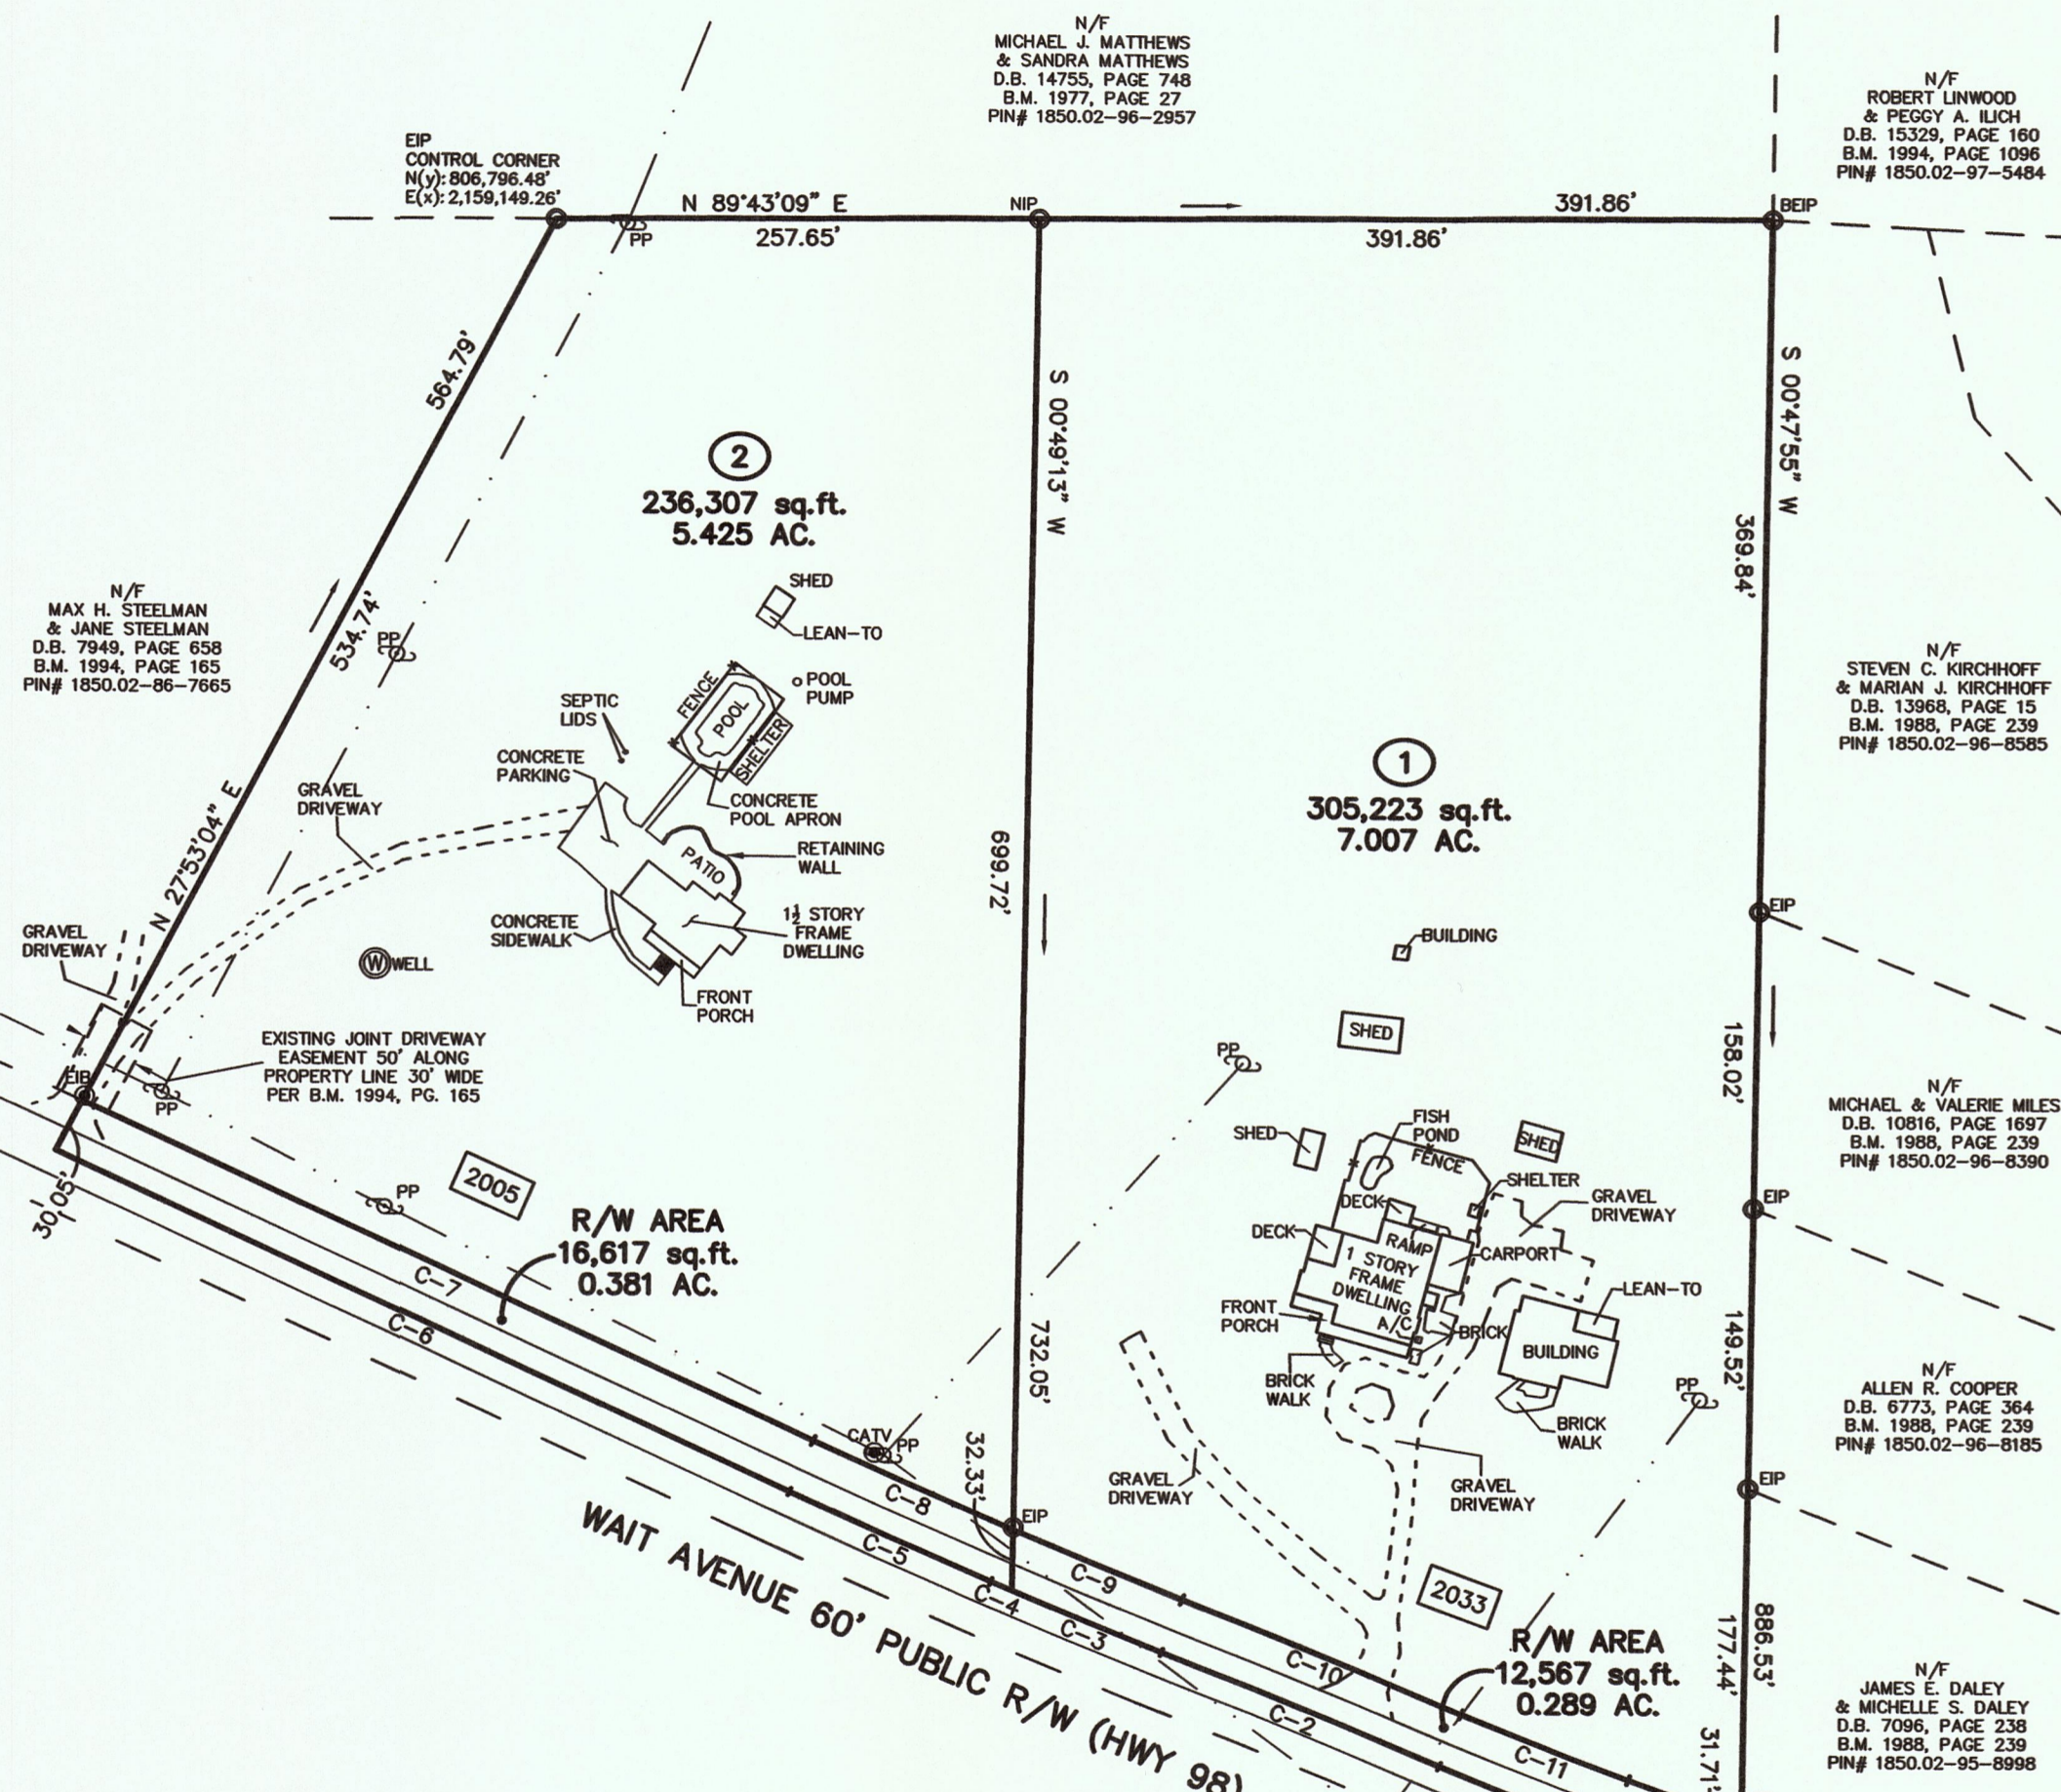 N/F
MICHAEL J. MATTHEWS
& SANDRA MATTHEWS
D.B. 14755, PAGE 748
B.M. 1977, PAGE 27
PIN# 1850.02-96-2957
N/F
ROBERT LINWOOD
& PEGGY A. ILICH
D.B. 15329, PAGE 160
B.M. 1994, PAGE 1096
PIN# 1850.02-97-5484
EIP
CONTROL CORNER
N(y): 806,796.48'
E(x): 2,159,149.26'
N 89°43'09" E
257.65'
PP
NIP
391.86'
391.86'
BEIP
564.79'
534.74'
N 27°53'04" E
PP
2
236,307 sq.ft.
5.425 AC.
S 00°49'13" W
S 00°47'55" W
369.84'
N/F
MAX H. STEELMAN
& JANE STEELMAN
D.B. 7949, PAGE 658
B.M. 1994, PAGE 165
PIN# 1850.02-86-7665
SHED
LEAN-TO
POOL
PUMP
FENCE
POOL
SHELTER
SEPTIC
LIDS
CONCRETE
PARKING
GRAVEL
DRIVEWAY
CONCRETE
POOL APRON
RETAINING
WALL
PATIO
CONCRETE
SIDEWALK
1½ STORY
FRAME
DWELLING
FRONT
PORCH
W WELL
GRAVEL
DRIVEWAY
EXISTING JOINT DRIVEWAY
EASEMENT 50' ALONG
PROPERTY LINE 30' WIDE
PER B.M. 1994, PG. 165
EIB
PP
30.05'
PP
2005
R/W AREA
16,617 sq.ft.
0.381 AC.
C-7
C-6
699.72'
732.05'
32.33'
CATV
PP
C-8
C-5
EIP
C-4
C-9
C-3
1
305,223 sq.ft.
7.007 AC.
BUILDING
SHED
PP
SHED
FISH
POND
FENCE
SHED
SHELTER
DECK
GRAVEL
DRIVEWAY
DECK
RAMP
CARPORT
1 STORY
FRAME
DWELLING
A/C
LEAN-TO
FRONT
PORCH
BRICK
BUILDING
BRICK
WALK
PP
BRICK
WALK
GRAVEL
DRIVEWAY
GRAVEL
DRIVEWAY
2033
R/W AREA
12,567 sq.ft.
0.289 AC.
C-10
C-2
C-11
WAIT AVENUE 60' PUBLIC R/W (HWY 98)
EIP
158.02'
EIP
149.52'
EIP
886.53'
177.44'
31.71'
N/F
STEVEN C. KIRCHHOFF
& MARIAN J. KIRCHHOFF
D.B. 13968, PAGE 15
B.M. 1988, PAGE 239
PIN# 1850.02-96-8585
N/F
MICHAEL & VALERIE MILES
D.B. 10816, PAGE 1697
B.M. 1988, PAGE 239
PIN# 1850.02-96-8390
N/F
ALLEN R. COOPER
D.B. 6773, PAGE 364
B.M. 1988, PAGE 239
PIN# 1850.02-96-8185
N/F
JAMES E. DALEY
& MICHELLE S. DALEY
D.B. 7096, PAGE 238
B.M. 1988, PAGE 239
PIN# 1850.02-95-8998